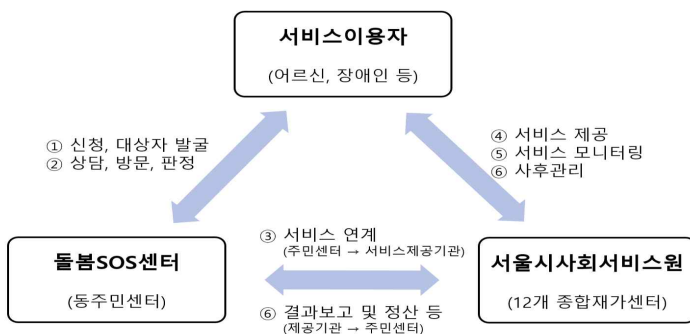 서비스이용자
(어르신, 장애인 등)
① 신청, 대상자 발굴
② 상담, 방문, 판정
④ 서비스 제공
⑤ 서비스 모니터링
⑥ 사후관리
③ 서비스 연계
(주민센터 → 서비스제공기관)
돌봄SOS센터
(동주민센터)
서울시사회서비스원
(12개 종합재가센터)
⑥ 결과보고 및 정산 등
(제공기관 → 주민센터)